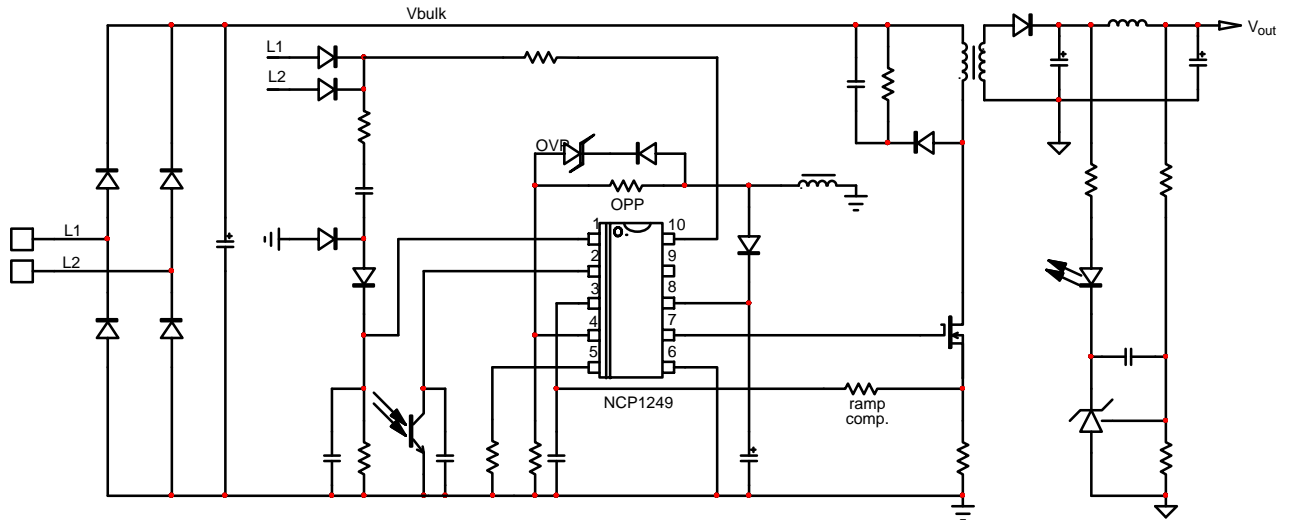 Vbulk
Vout
L1
L2
OVP
OPP
L1
L2
1
2
3
4
5
10
9
8
7
6
NCP1249
ramp
comp.